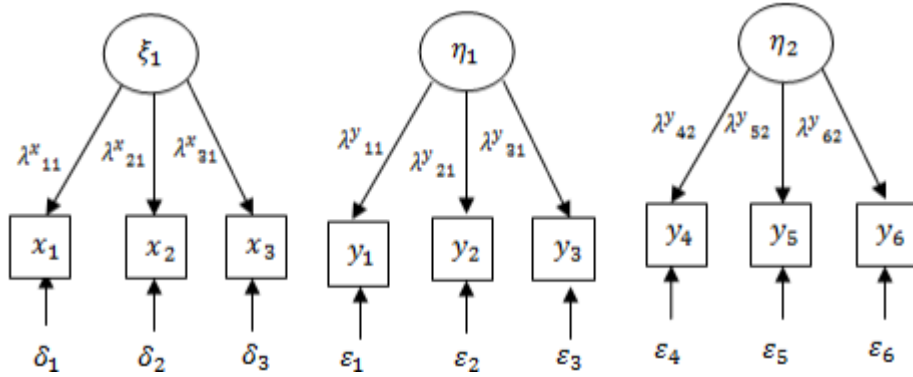 ξ₁ η₁ η₂
λˣ₁₁ λˣ₂₁ λˣ₃₁ λʸ₁₁ λʸ₂₁ λʸ₃₁ λʸ₄₂ λʸ₅₂ λʸ₆₂
x₁ x₂ x₃ y₁ y₂ y₃ y₄ y₅ y₆
δ₁ δ₂ δ₃ ε₁ ε₂ ε₃ ε₄ ε₅ ε₆